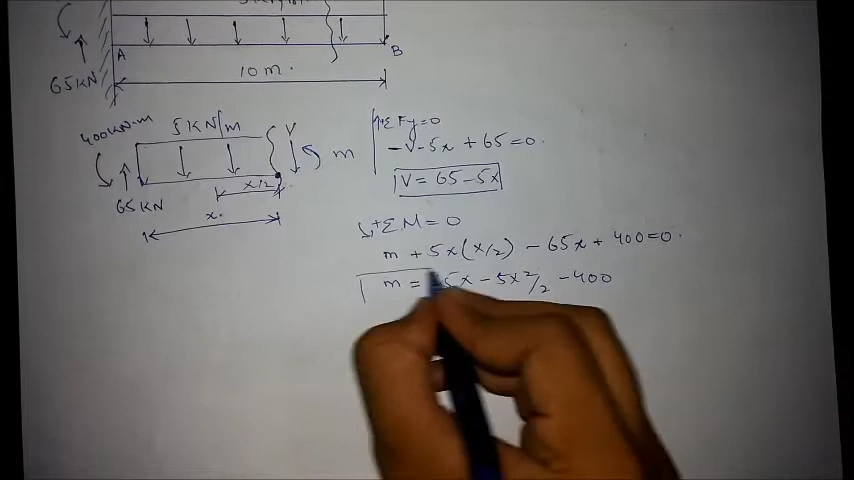 65KN
A
B
10 m.
400KN.m
5 KN/m
V
m
65 KN
x/2
x.
+ΣFy=0
-V-5x + 65 = 0.
V = 65-5x
+ΣM=0
m + 5x(x/2) - 65x + 400=0.
m = 5x - 5x²/2 - 400